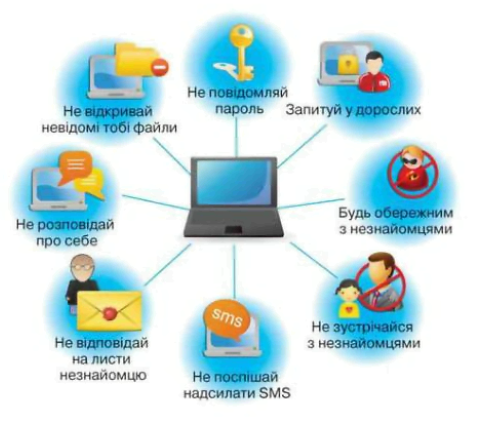 Не повідомляй
пароль
Запитуй у дорослих
Не відкривай
невідомі тобі файли
Будь обережним
з незнайомцями
Не розповідай
про себе
Не зустрічайся
з незнайомцями
sms
Не відповідай
на листи
незнайомцю
Не поспішай
надсилати SMS